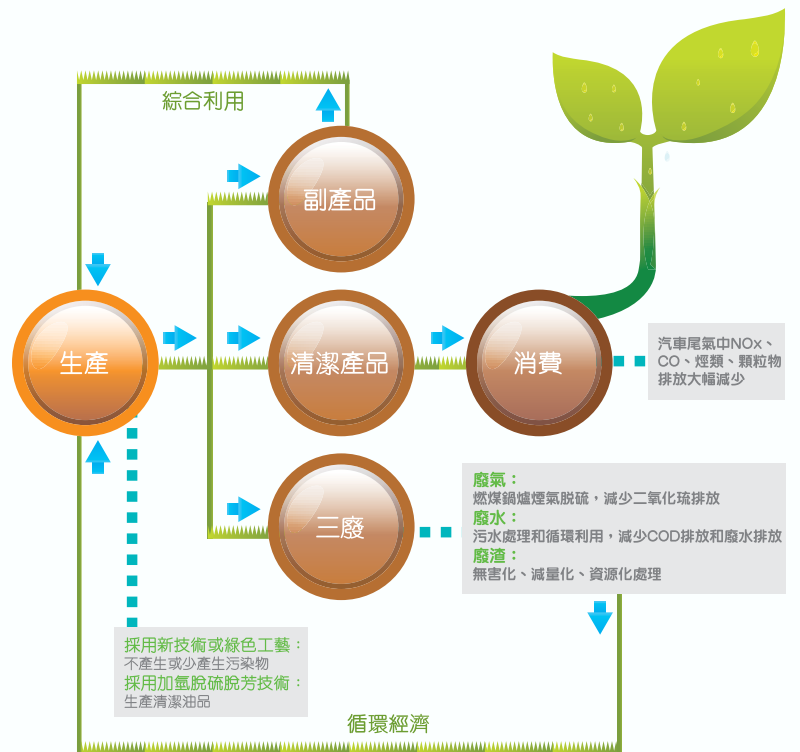 綜合利用
副產品
生產
清潔產品
消費
汽車尾氣中NOx、
CO、烴類、顆粒物
排放大幅減少
三廢
廢氣：
燃煤鍋爐煙氣脫硫，減少二氧化硫排放
廢水：
污水處理和循環利用，減少COD排放和廢水排放
廢渣：
無害化、減量化、資源化處理
採用新技術或綠色工藝：
不產生或少產生污染物
採用加氫脫硫脫芳技術：
生產清潔油品
循環經濟